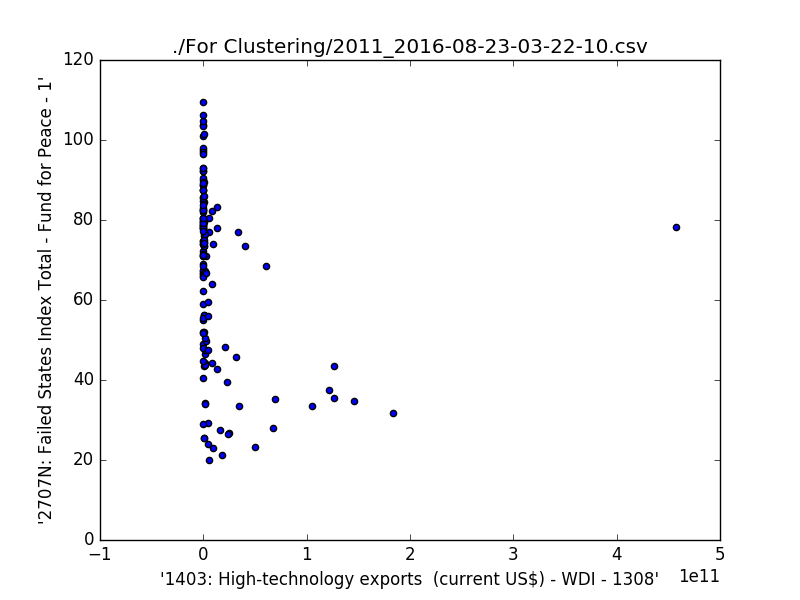 ./For Clustering/2011_2016-08-23-03-22-10.csv
120
100
80
60
40
20
0
'2707N: Failed States Index Total - Fund for Peace - 1'
−1 0 1 2 3 4 5
1e11
'1403: High-technology exports  (current US$) - WDI - 1308'